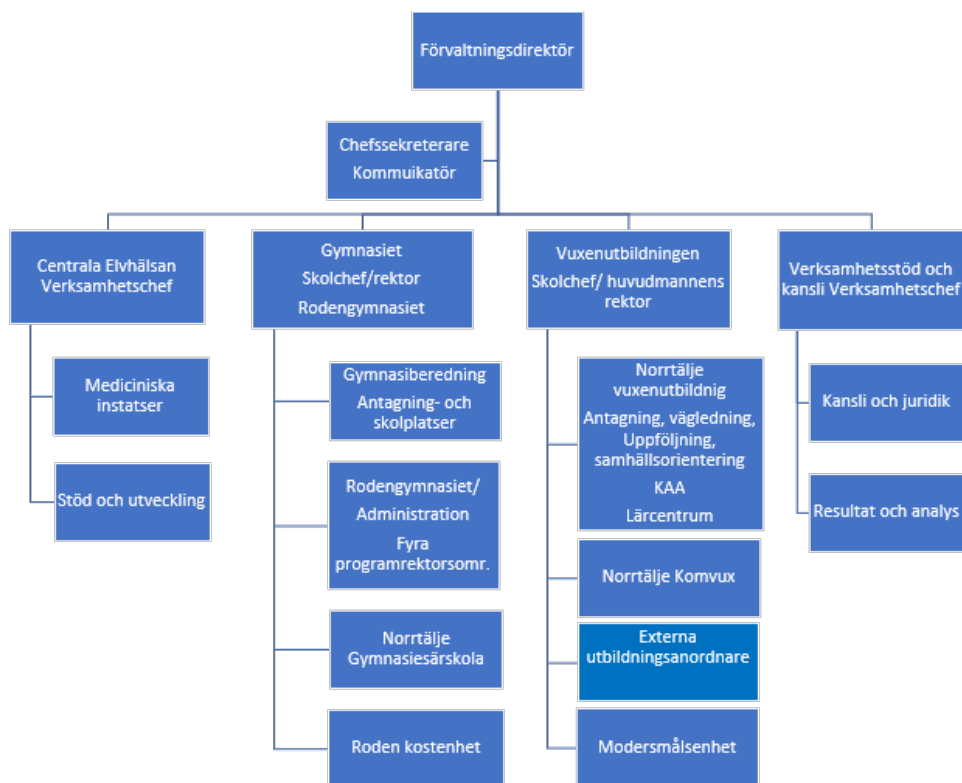 Förvaltningsdirektör
Chefssekreterare
Kommuikatör
Centrala Elvhälsan
Verksamhetschef
Mediciniska
instatser
Stöd och utveckling
Gymnasiet
Skolchef/rektor
Rodengymnasiet
Gymnasiberedning
Antagning- och
skolplatser
Rodengymnasiet/
Administration
Fyra
programrektorsomr.
Norrtälje
Gymnasiesärskola
Roden kostenhet
Vuxenutbildningen
Skolchef/ huvudmannens
rektor
Norrtälje
vuxenutbildnig
Antagning, vägledning,
Uppföljning,
samhällsorientering
KAA
Lärcentrum
Norrtälje Komvux
Externa
utbildningsanordnare
Modersmålsenhet
Verksamhetsstöd och
kansli Verksamhetschef
Kansli och juridik
Resultat och analys